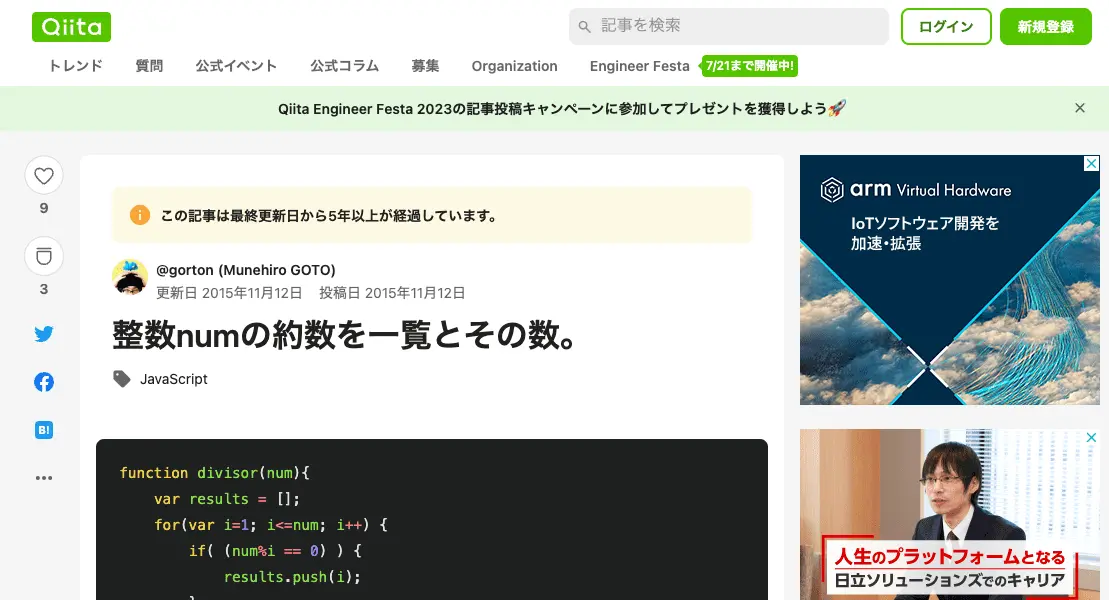 Qiita
記事を検索
ログイン
新規登録
トレンド 質問 公式イベント 公式コラム 募集 Organization Engineer Festa 7/21まで開催中!
Qiita Engineer Festa 2023の記事投稿キャンペーンに参加してプレゼントを獲得しよう🚀
9
3
B!
この記事は最終更新日から5年以上が経過しています。
@gorton (Munehiro GOTO)
更新日 2015年11月12日 投稿日 2015年11月12日
整数numの約数を一覧とその数。
JavaScript
function divisor(num){
    var results = [];
    for(var i=1; i<=num; i++) {
        if( (num%i == 0) ) {
            results.push(i);
        }
arm Virtual Hardware
IoTソフトウェア開発を
加速・拡張
人生のプラットフォームとなる
日立ソリューションズでのキャリア